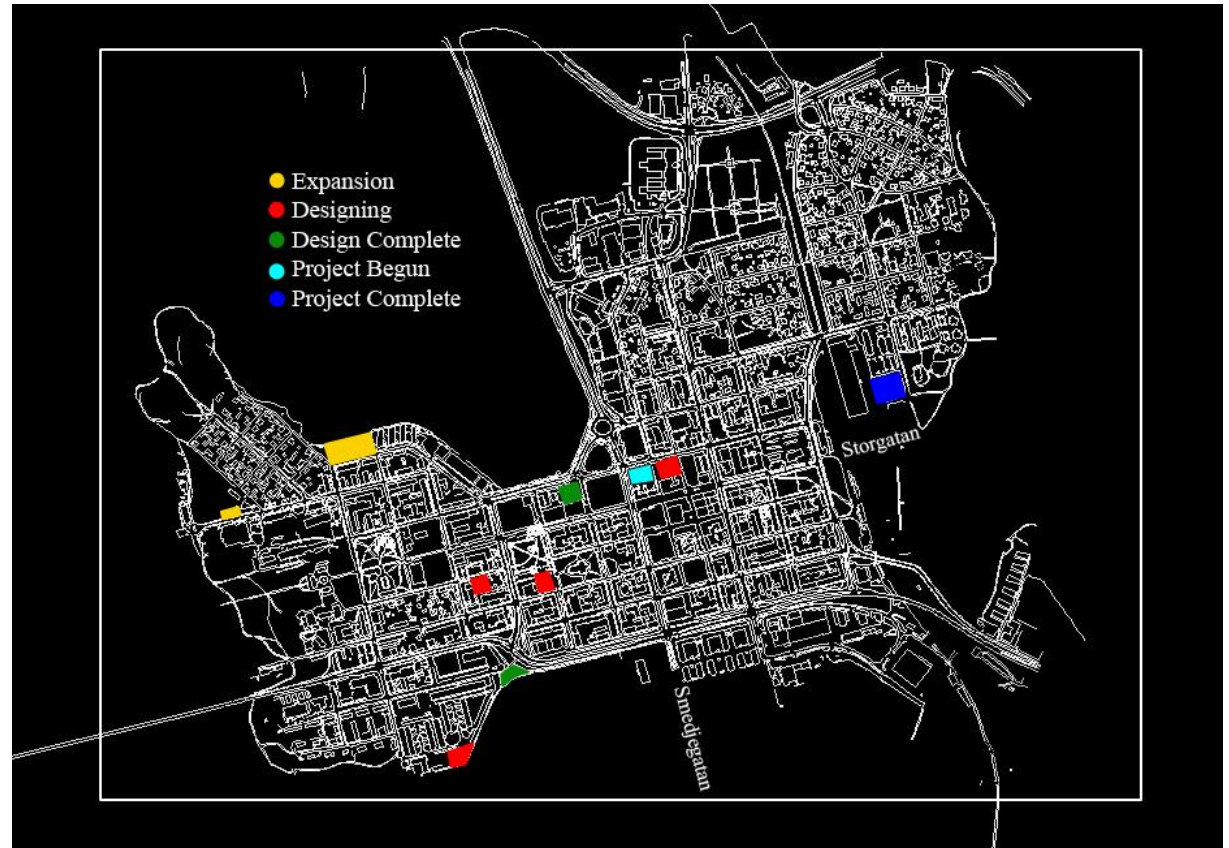 Expansion
Designing
Design Complete
Project Begun
Project Complete
Storgatan
Smedjegatan